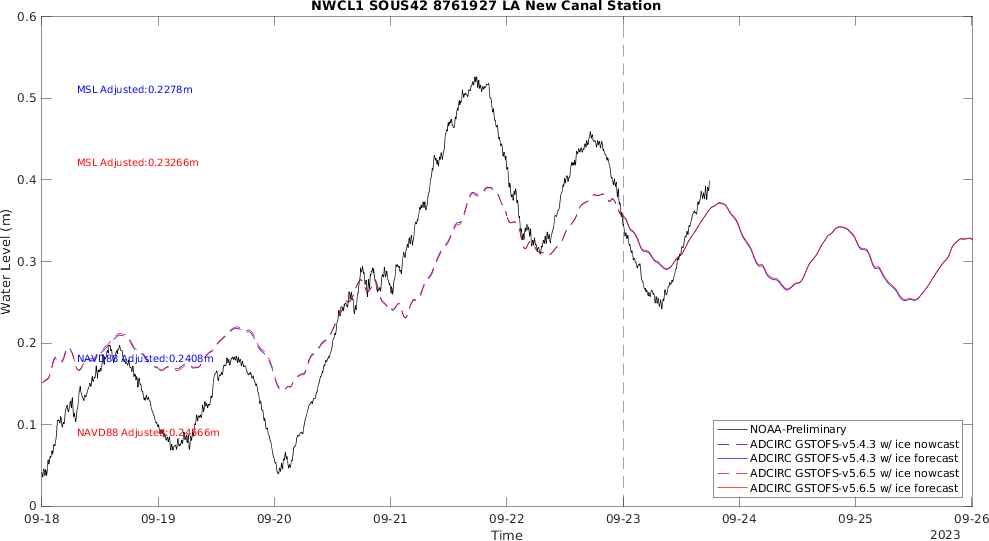 NWCL1 SOUS42 8761927 LA New Canal Station
0.6
0.5
0.4
0.3
0.2
0.1
0
Water Level (m)
MSL Adjusted:0.2278m
MSL Adjusted:0.23266m
NAVD88 Adjusted:0.2408m
NAVD88 Adjusted:0.24566m
NOAA-Preliminary
ADCIRC GSTOFS-v5.4.3 w/ ice nowcast
ADCIRC GSTOFS-v5.4.3 w/ ice forecast
ADCIRC GSTOFS-v5.6.5 w/ ice nowcast
ADCIRC GSTOFS-v5.6.5 w/ ice forecast
09-18 09-19 09-20 09-21 09-22 09-23 09-24 09-25 09-26
Time
2023